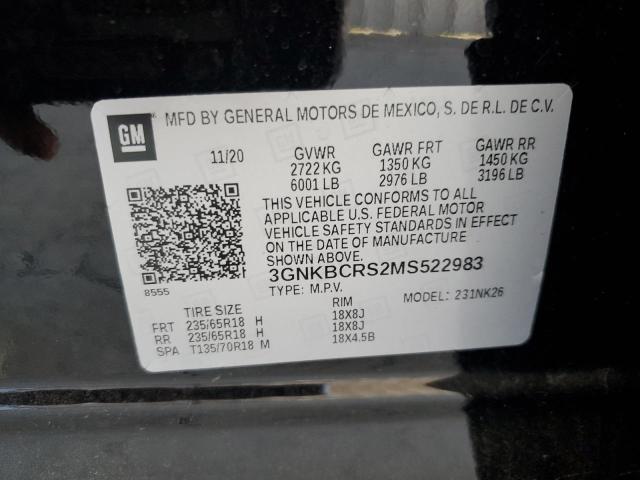 GM
MFD BY GENERAL MOTORS DE MEXICO, S. DE R.L. DE C.V.
11/20 GVWR GAWR FRT GAWR RR
2722 KG 1350 KG 1450 KG
6001 LB 2976 LB 3196 LB
THIS VEHICLE CONFORMS TO ALL
APPLICABLE U.S. FEDERAL MOTOR
VEHICLE SAFETY STANDARDS IN EFFECT
ON THE DATE OF MANUFACTURE
SHOWN ABOVE.
3GNKBCRS2MS522983
8555
TYPE: M.P.V. MODEL: 231NK26
TIRE SIZE RIM
FRT 235/65R18 H 18X8J
RR 235/65R18 H 18X8J
SPA T135/70R18 M 18X4.5B